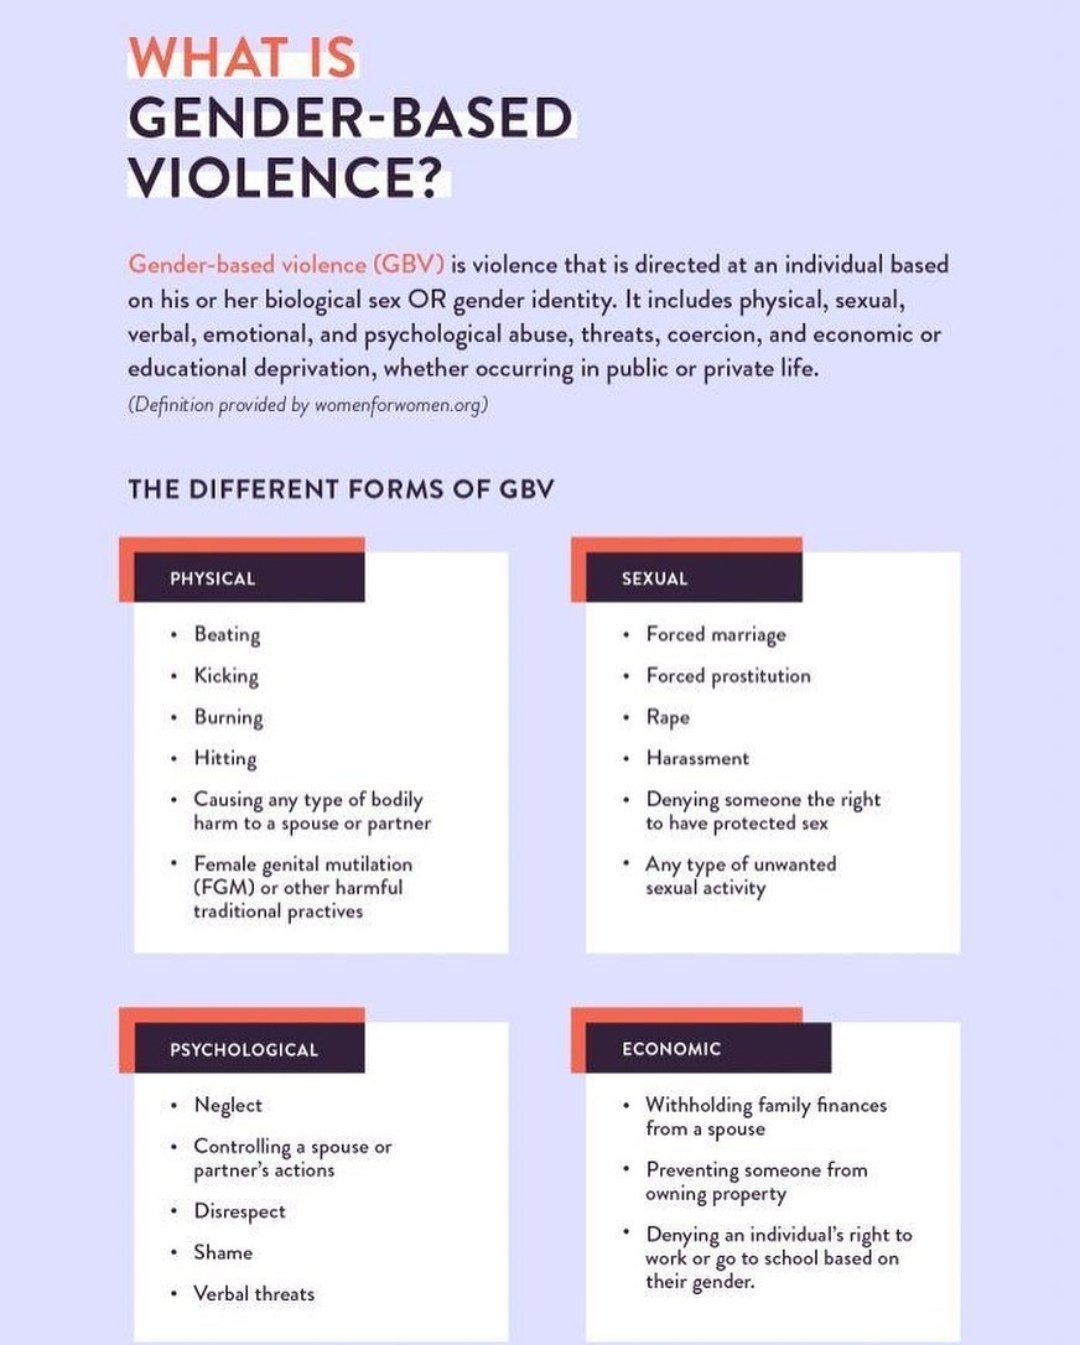 WHAT IS
GENDER-BASED
VIOLENCE?
Gender-based violence (GBV) is violence that is directed at an individual based
on his or her biological sex OR gender identity. It includes physical, sexual,
verbal, emotional, and psychological abuse, threats, coercion, and economic or
educational deprivation, whether occurring in public or private life.
(Definition provided by womenforwomen.org)
THE DIFFERENT FORMS OF GBV
PHYSICAL
• Beating
• Kicking
• Burning
• Hitting
• Causing any type of bodily
harm to a spouse or partner
• Female genital mutilation
(FGM) or other harmful
traditional practives
SEXUAL
• Forced marriage
• Forced prostitution
• Rape
• Harassment
• Denying someone the right
to have protected sex
• Any type of unwanted
sexual activity
PSYCHOLOGICAL
• Neglect
• Controlling a spouse or
partner's actions
• Disrespect
• Shame
• Verbal threats
ECONOMIC
• Withholding family finances
from a spouse
• Preventing someone from
owning property
• Denying an individual's right to
work or go to school based on
their gender.